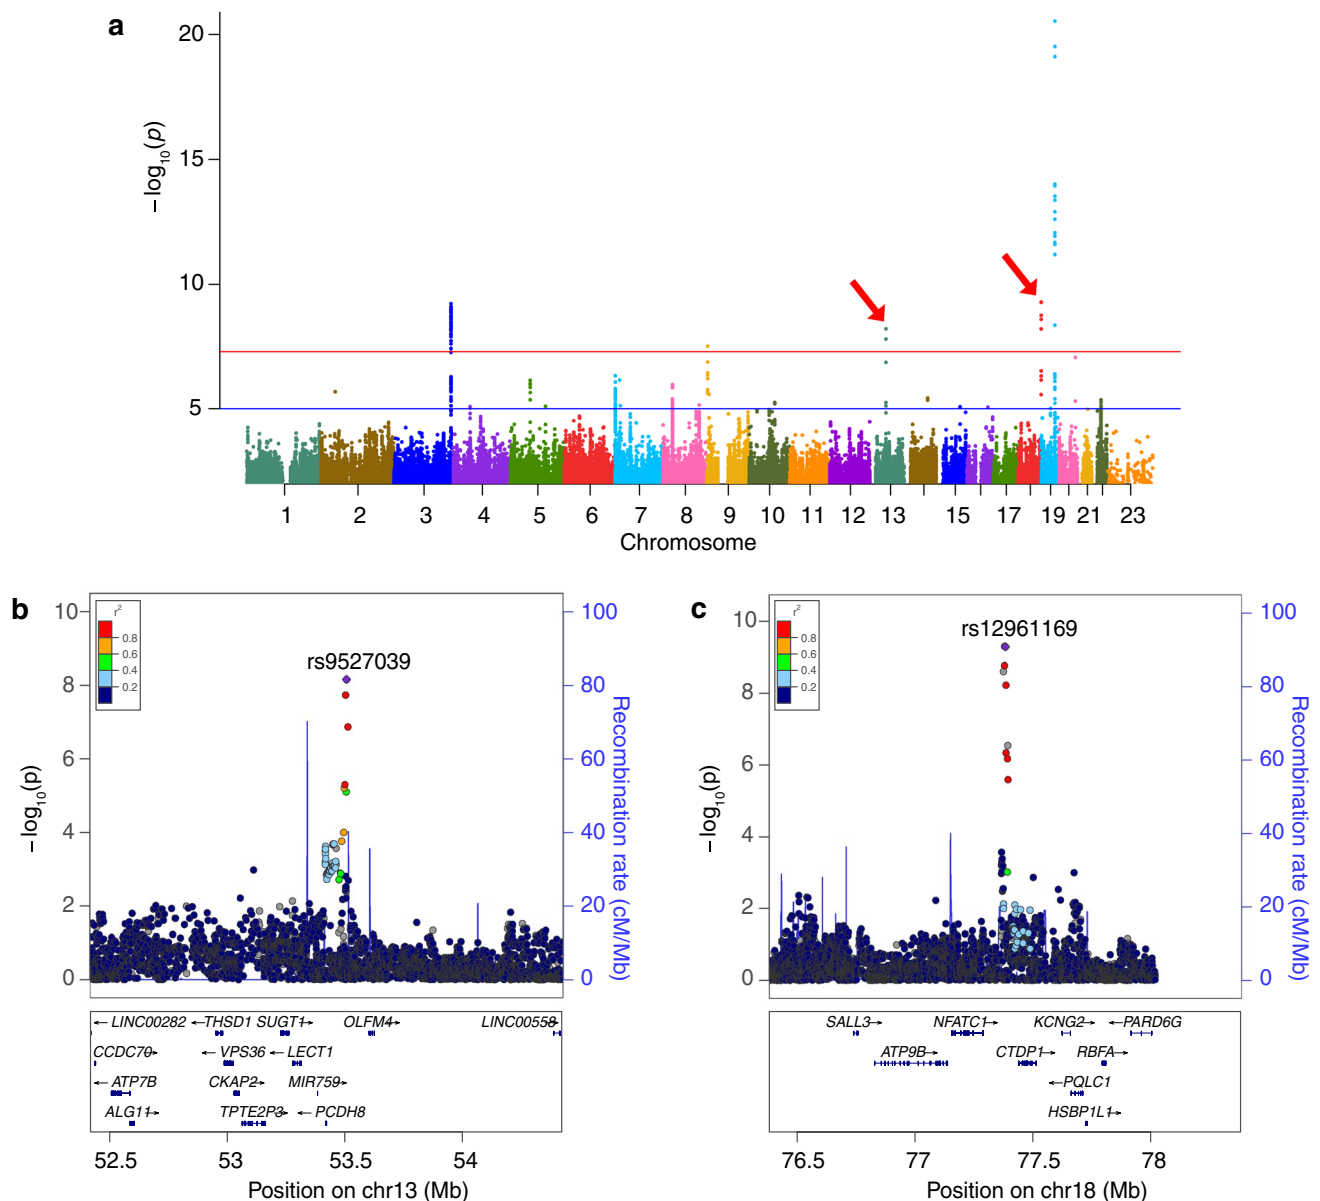 a
20
15
10
5
−log10(p)
1 2 3 4 5 6 7 8 9 10 11 12 13 15 17 19 21 23
Chromosome
b
r2
0.8
0.6
0.4
0.2
rs9527039
10
8
6
4
2
0
−log10(p)
100
80
60
40
20
0
Recombination rate (cM/Mb)
LINC00282 THSD1 SUGT1 OLFM4 LINC00558
CCDC70 VPS36 LECT1
ATP7B CKAP2 MIR759
ALG11 TPTE2P3 PCDH8
52.5 53 53.5 54
Position on chr13 (Mb)
c
r2
0.8
0.6
0.4
0.2
rs12961169
10
8
6
4
2
0
−log10(p)
100
80
60
40
20
0
Recombination rate (cM/Mb)
SALL3 NFATC1 KCNG2 PARD6G
ATP9B CTDP1 RBFA
PQLC1
HSBP1L1
76.5 77 77.5 78
Position on chr18 (Mb)